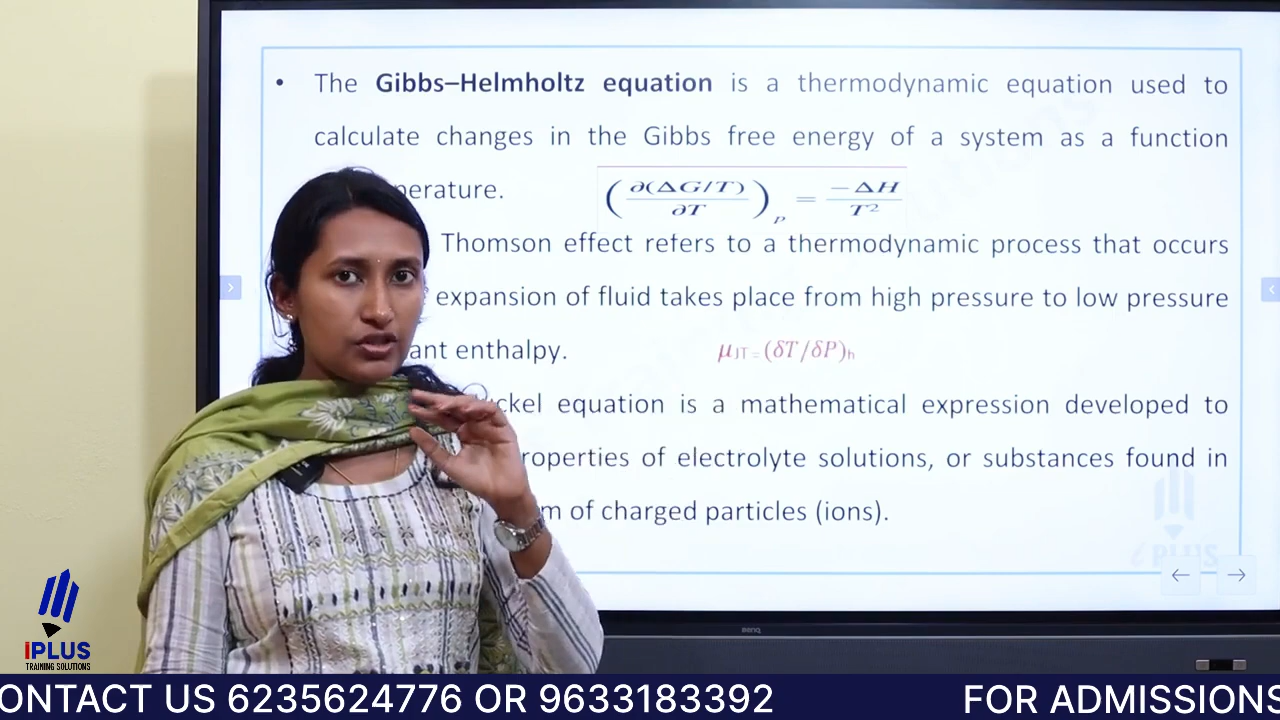 • The Gibbs–Helmholtz equation is a thermodynamic equation used to
calculate changes in the Gibbs free energy of a system as a function
perature.
(∂(ΔG/T)/∂T)p = −ΔH/T²
Thomson effect refers to a thermodynamic process that occurs
expansion of fluid takes place from high pressure to low pressure
ant enthalpy.
μJT = (δT/δP)h
ckel equation is a mathematical expression developed to
roperties of electrolyte solutions, or substances found in
m of charged particles (ions).
iPLUS
BenQ
iPLUS
TRAINING SOLUTIONS
ONTACT US 6235624776 OR 9633183392
FOR ADMISSIONS